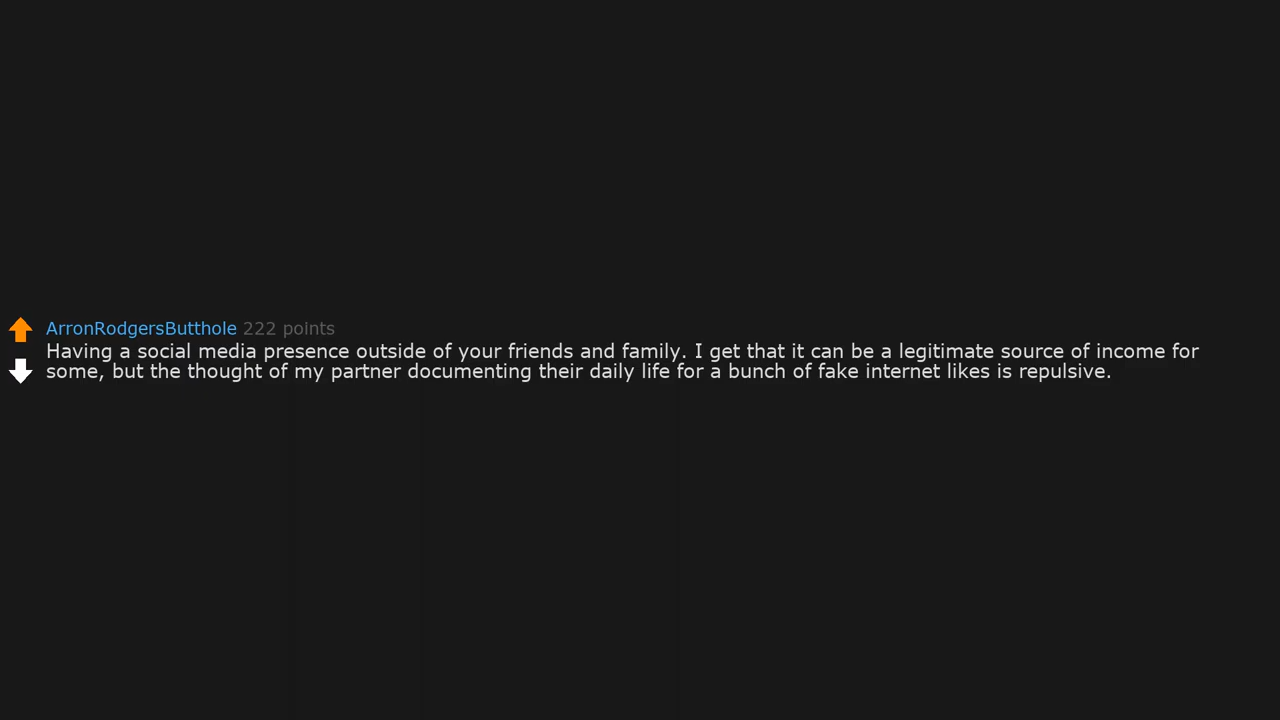 ArronRodgersButthole 222 points
Having a social media presence outside of your friends and family. I get that it can be a legitimate source of income for
some, but the thought of my partner documenting their daily life for a bunch of fake internet likes is repulsive.